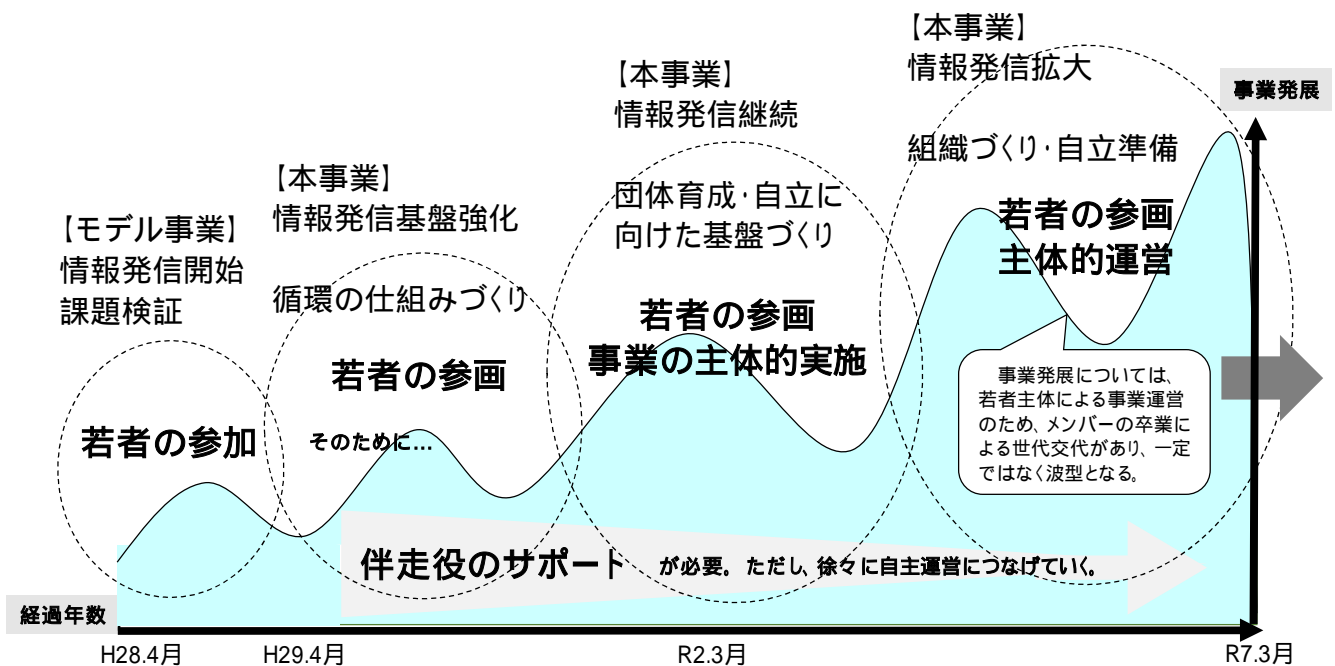 【モデル事業】
情報発信開始
課題検証
若者の参加
【本事業】
情報発信基盤強化
循環の仕組みづくり
若者の参画
そのために…
【本事業】
情報発信継続
団体育成・自立に
向けた基盤づくり
若者の参画
事業の主体的実施
【本事業】
情報発信拡大
組織づくり・自立準備
若者の参画
主体的運営
事業発展
事業発展については、
若者主体による事業運営
のため、メンバーの卒業に
よる世代交代があり、一定
ではなく波型となる。
伴走役のサポート が必要。ただし、徐々に自主運営につなげていく。
経過年数
H28.4月
H29.4月
R2.3月
R7.3月